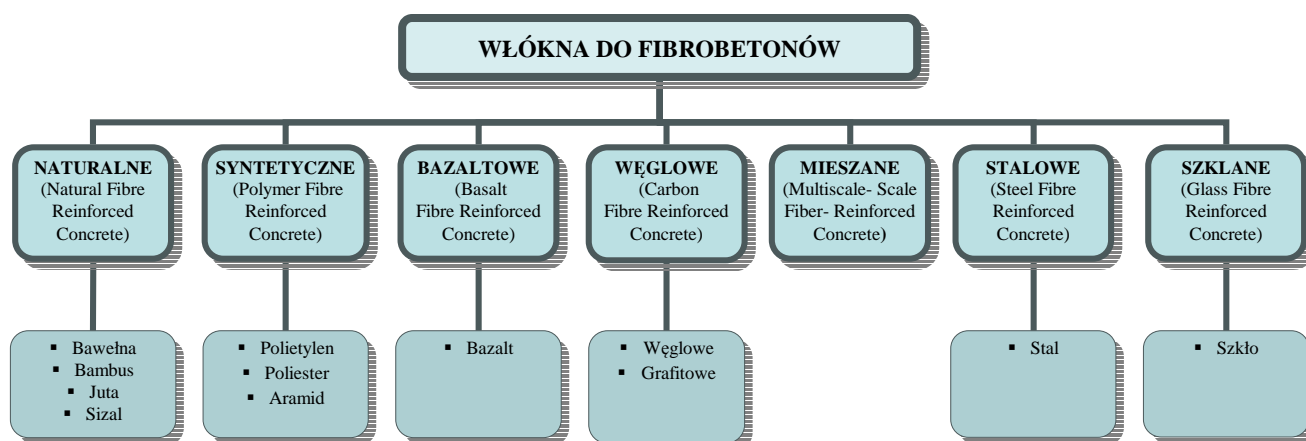 WŁÓKNA DO FIBROBETONÓW
NATURALNE
(Natural Fibre
Reinforced
Concrete)
SYNTETYCZNE
(Polymer Fibre
Reinforced
Concrete)
BAZALTOWE
(Basalt
Fibre Reinforced
Concrete)
WĘGLOWE
(Carbon
Fibre Reinforced
Concrete)
MIESZANE
(Multiscale- Scale
Fiber- Reinforced
Concrete)
STALOWE
(Steel Fibre
Reinforced
Concrete)
SZKLANE
(Glass Fibre
Reinforced
Concrete)
▪ Bawełna
▪ Bambus
▪ Juta
▪ Sizal
▪ Polietylen
▪ Poliester
▪ Aramid
▪ Bazalt
▪ Węglowe
▪ Grafitowe
▪ Stal
▪ Szkło